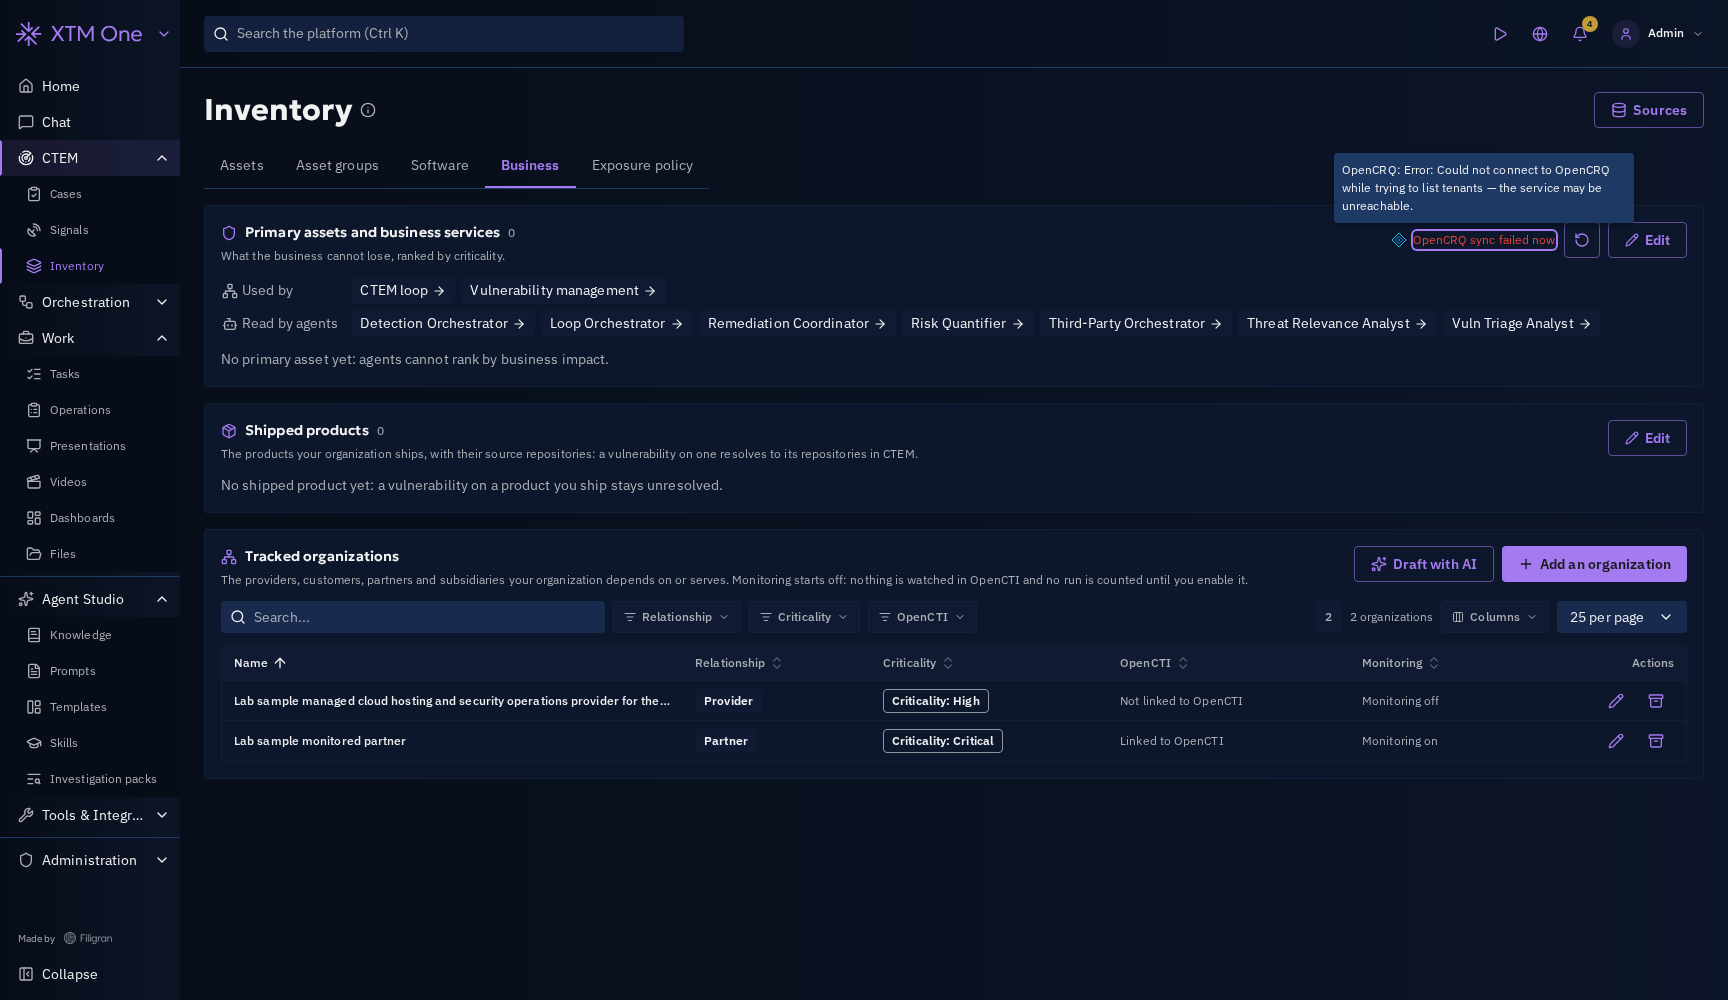 XTM One
Search the platform (Ctrl K)
4
Admin
Home
Chat
CTEM
Cases
Signals
Inventory
Orchestration
Work
Tasks
Operations
Presentations
Videos
Dashboards
Files
Agent Studio
Knowledge
Prompts
Templates
Skills
Investigation packs
Tools & Integr...
Administration
Made by Filigran
Collapse
Inventory
Sources
Assets
Asset groups
Software
Business
Exposure policy
OpenCRQ: Error: Could not connect to OpenCRQ
while trying to list tenants — the service may be
unreachable.
Primary assets and business services 0
OpenCRQ sync failed now
Edit
What the business cannot lose, ranked by criticality.
Used by CTEM loop → Vulnerability management →
Read by agents Detection Orchestrator → Loop Orchestrator → Remediation Coordinator → Risk Quantifier → Third-Party Orchestrator → Threat Relevance Analyst → Vuln Triage Analyst →
No primary asset yet: agents cannot rank by business impact.
Shipped products 0
Edit
The products your organization ships, with their source repositories: a vulnerability on one resolves to its repositories in CTEM.
No shipped product yet: a vulnerability on a product you ship stays unresolved.
Tracked organizations
Draft with AI
Add an organization
The providers, customers, partners and subsidiaries your organization depends on or serves. Monitoring starts off: nothing is watched in OpenCTI and no run is counted until you enable it.
Search...
Relationship
Criticality
OpenCTI
2
2 organizations
Columns
25 per page
Name Relationship Criticality OpenCTI Monitoring Actions
Lab sample managed cloud hosting and security operations provider for the... Provider Criticality: High Not linked to OpenCTI Monitoring off
Lab sample monitored partner Partner Criticality: Critical Linked to OpenCTI Monitoring on